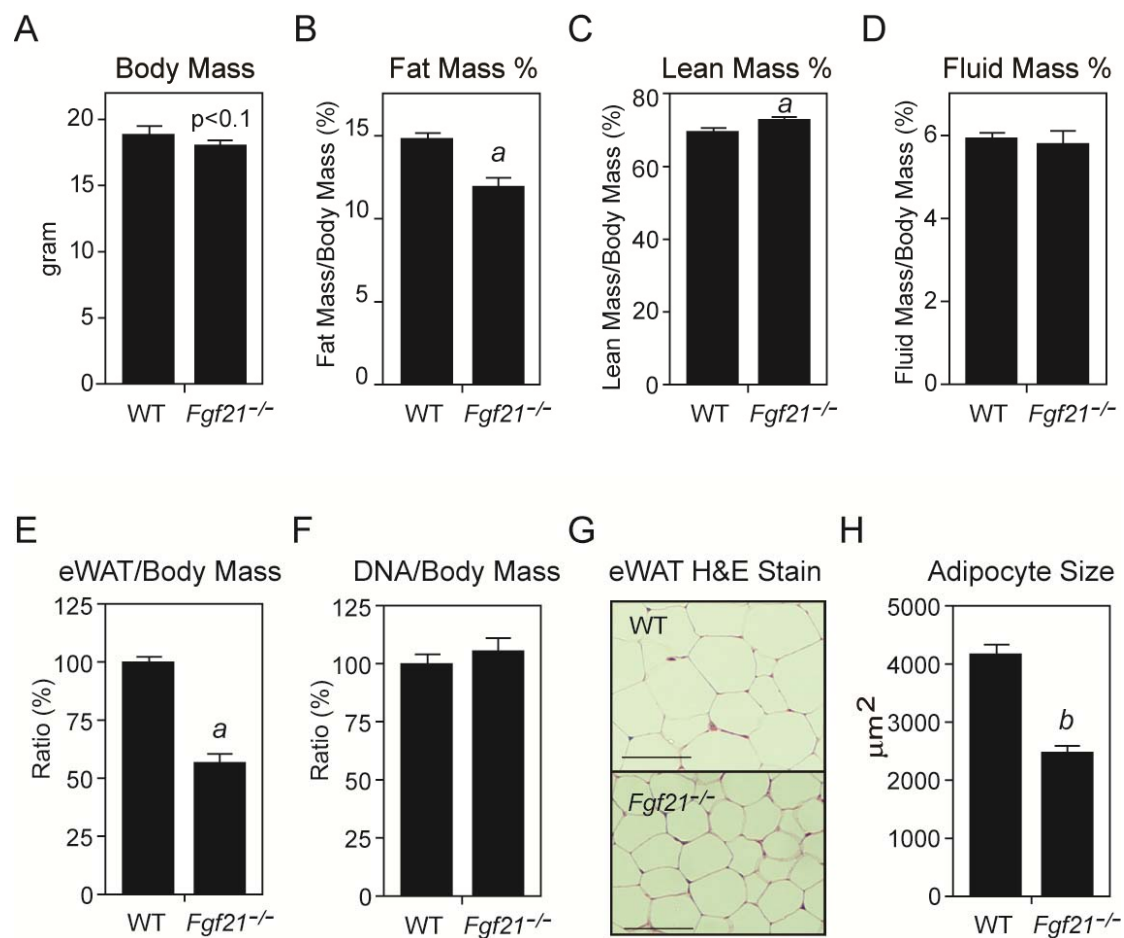 A
Body Mass
gram
20
15
10
5
0
p<0.1
WT
Fgf21-/-
B
Fat Mass %
Fat Mass/Body Mass (%)
15
10
5
0
a
WT
Fgf21-/-
C
Lean Mass %
Lean Mass/Body Mass (%)
80
60
40
20
0
a
WT
Fgf21-/-
D
Fluid Mass %
Fluid Mass/Body Mass (%)
6
4
2
0
WT
Fgf21-/-
E
eWAT/Body Mass
Ratio (%)
125
100
75
50
25
0
a
WT
Fgf21-/-
F
DNA/Body Mass
Ratio (%)
125
100
125
75
50
25
0
WT
Fgf21-/-
G
eWAT H&E Stain
WT
Fgf21-/-
H
Adipocyte Size
μm2
5000
4000
3000
2000
1000
0
b
WT
Fgf21-/-